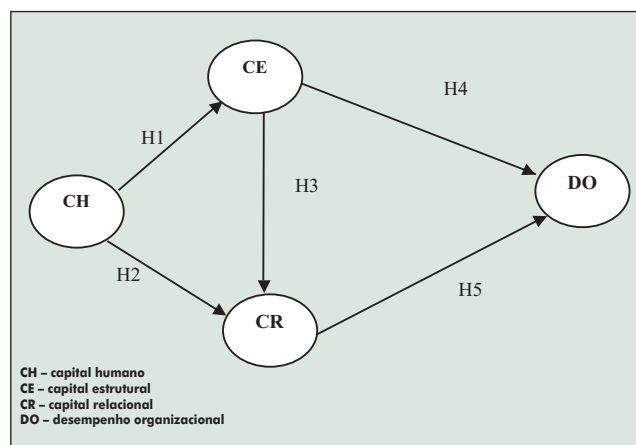 CE
H4
H1
H3
DO
CH
H2
H5
CR
CH – capital humano
CE – capital estrutural
CR – capital relacional
DO – desempenho organizacional